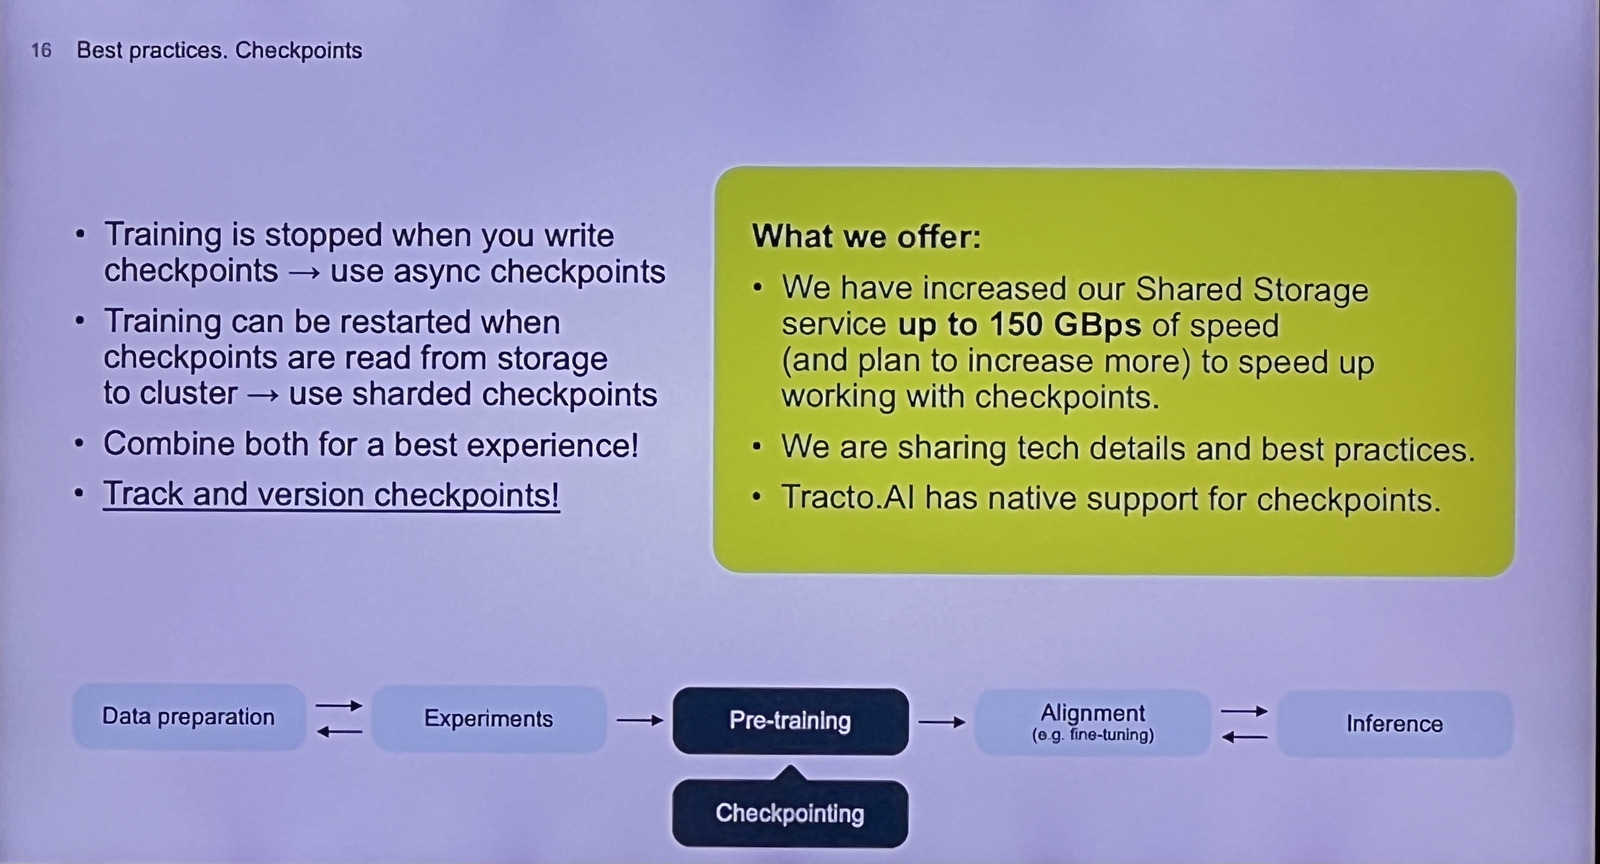 16 Best practices. Checkpoints
• Training is stopped when you write
checkpoints → use async checkpoints
• Training can be restarted when
checkpoints are read from storage
to cluster → use sharded checkpoints
• Combine both for a best experience!
• Track and version checkpoints!
What we offer:
• We have increased our Shared Storage
service up to 150 GBps of speed
(and plan to increase more) to speed up
working with checkpoints.
• We are sharing tech details and best practices.
• Tracto.AI has native support for checkpoints.
Data preparation
Experiments
Pre-training
Alignment
(e.g. fine-tuning)
Inference
Checkpointing